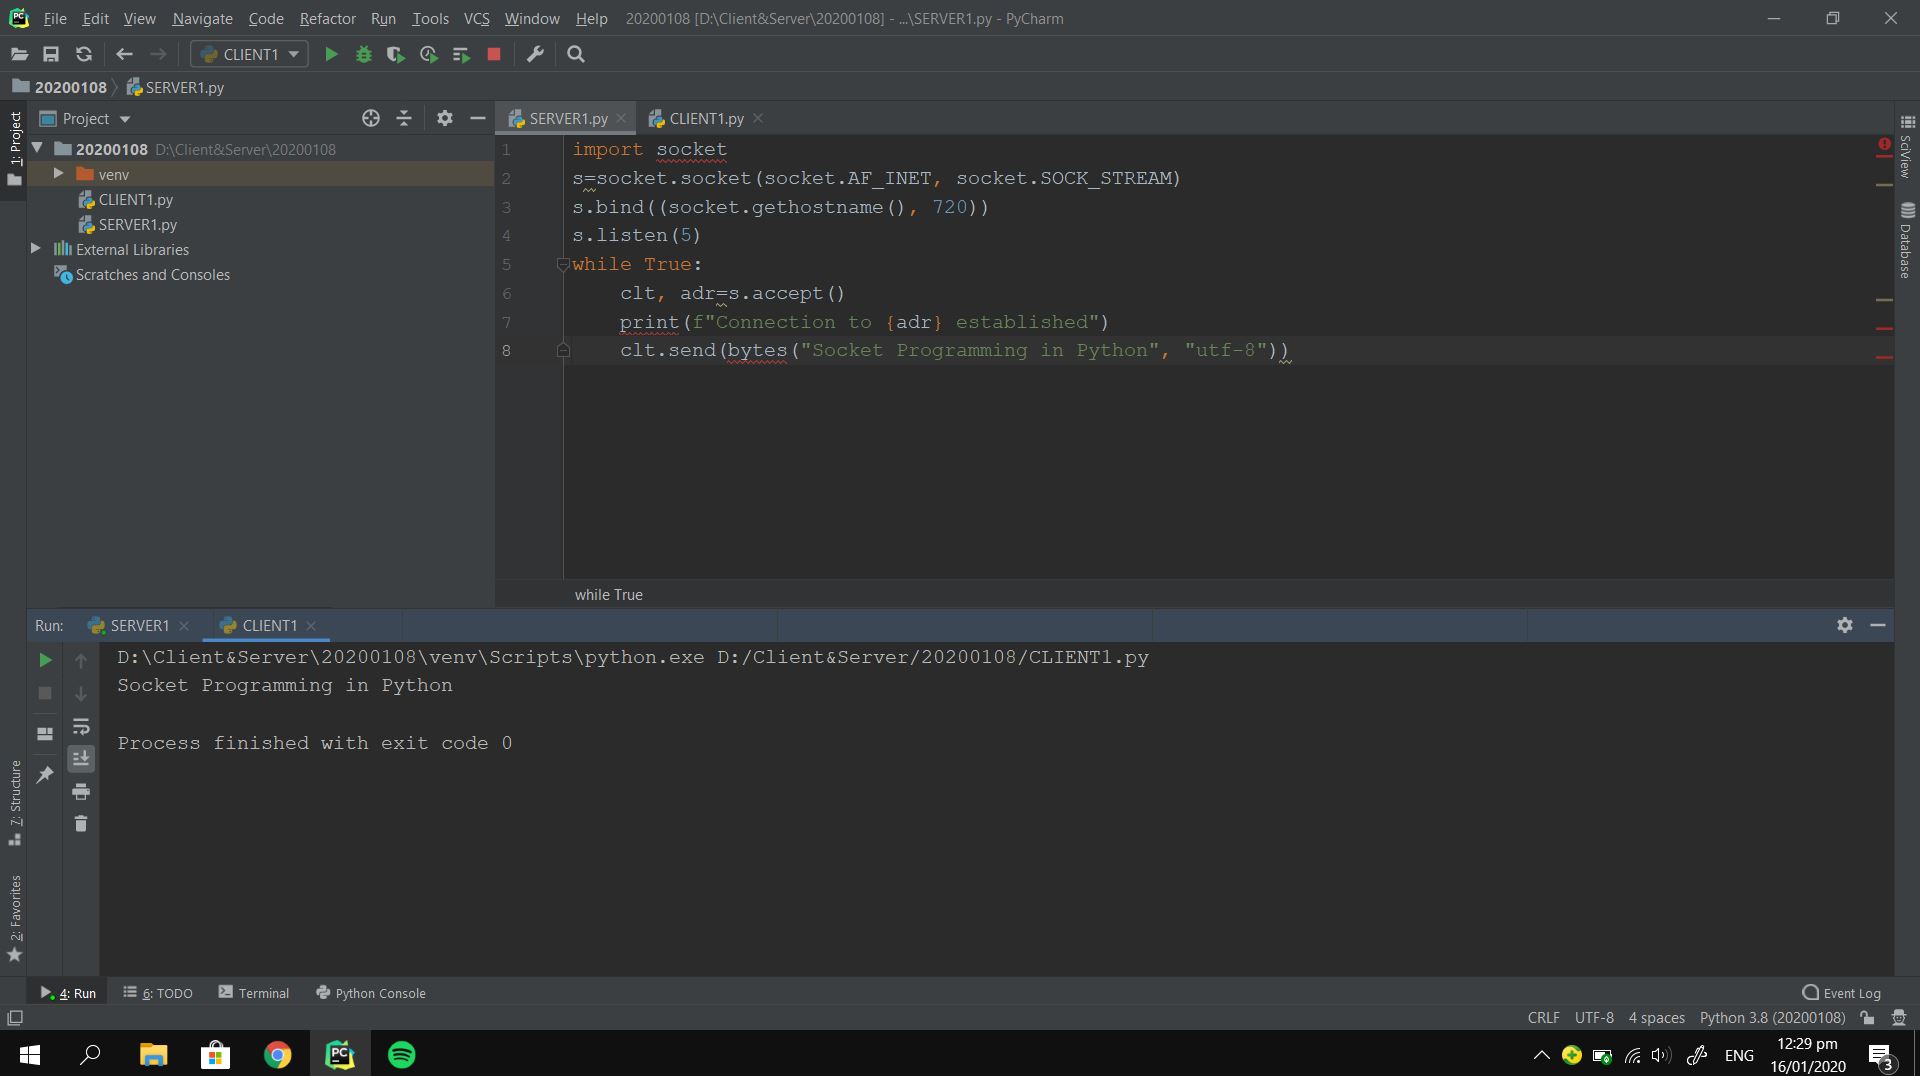 PC File Edit View Navigate Code Refactor Run Tools VCS Window Help 20200108 [D:\Client&Server\20200108] - ...\SERVER1.py - PyCharm
CLIENT1
20200108 SERVER1.py
Project
20200108 D:\Client&Server\20200108
venv
CLIENT1.py
SERVER1.py
External Libraries
Scratches and Consoles
1: Project
7: Structure
2: Favorites
SERVER1.py CLIENT1.py
1 import socket
2 s=socket.socket(socket.AF_INET, socket.SOCK_STREAM)
3 s.bind((socket.gethostname(), 720))
4 s.listen(5)
5 while True:
6 clt, adr=s.accept()
7 print(f"Connection to {adr} established")
8 clt.send(bytes("Socket Programming in Python", "utf-8"))
while True
SciView
Database
Run: SERVER1 CLIENT1
D:\Client&Server\20200108\venv\Scripts\python.exe D:/Client&Server/20200108/CLIENT1.py
Socket Programming in Python
Process finished with exit code 0
4: Run 6: TODO Terminal Python Console Event Log
CRLF UTF-8 4 spaces Python 3.8 (20200108)
PC ENG 12:29 pm
16/01/2020
3